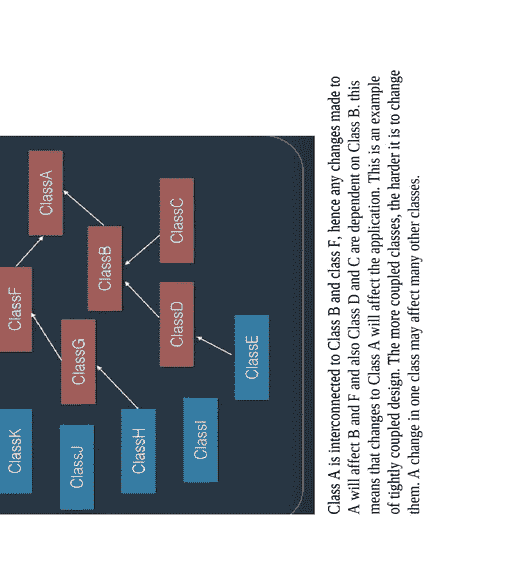 ClassA
ClassF
ClassB
ClassC
ClassG
ClassD
ClassE
ClassK
ClassJ
ClassH
ClassI
Class A is interconnected to Class B and class F, hence any changes made to
A will affect B and F and also Class D and C are dependent on Class B. this
means that changes to Class A will affect the application. This is an example
of tightly coupled design. The more coupled classes, the harder it is to change
them. A change in one class may affect many other classes.